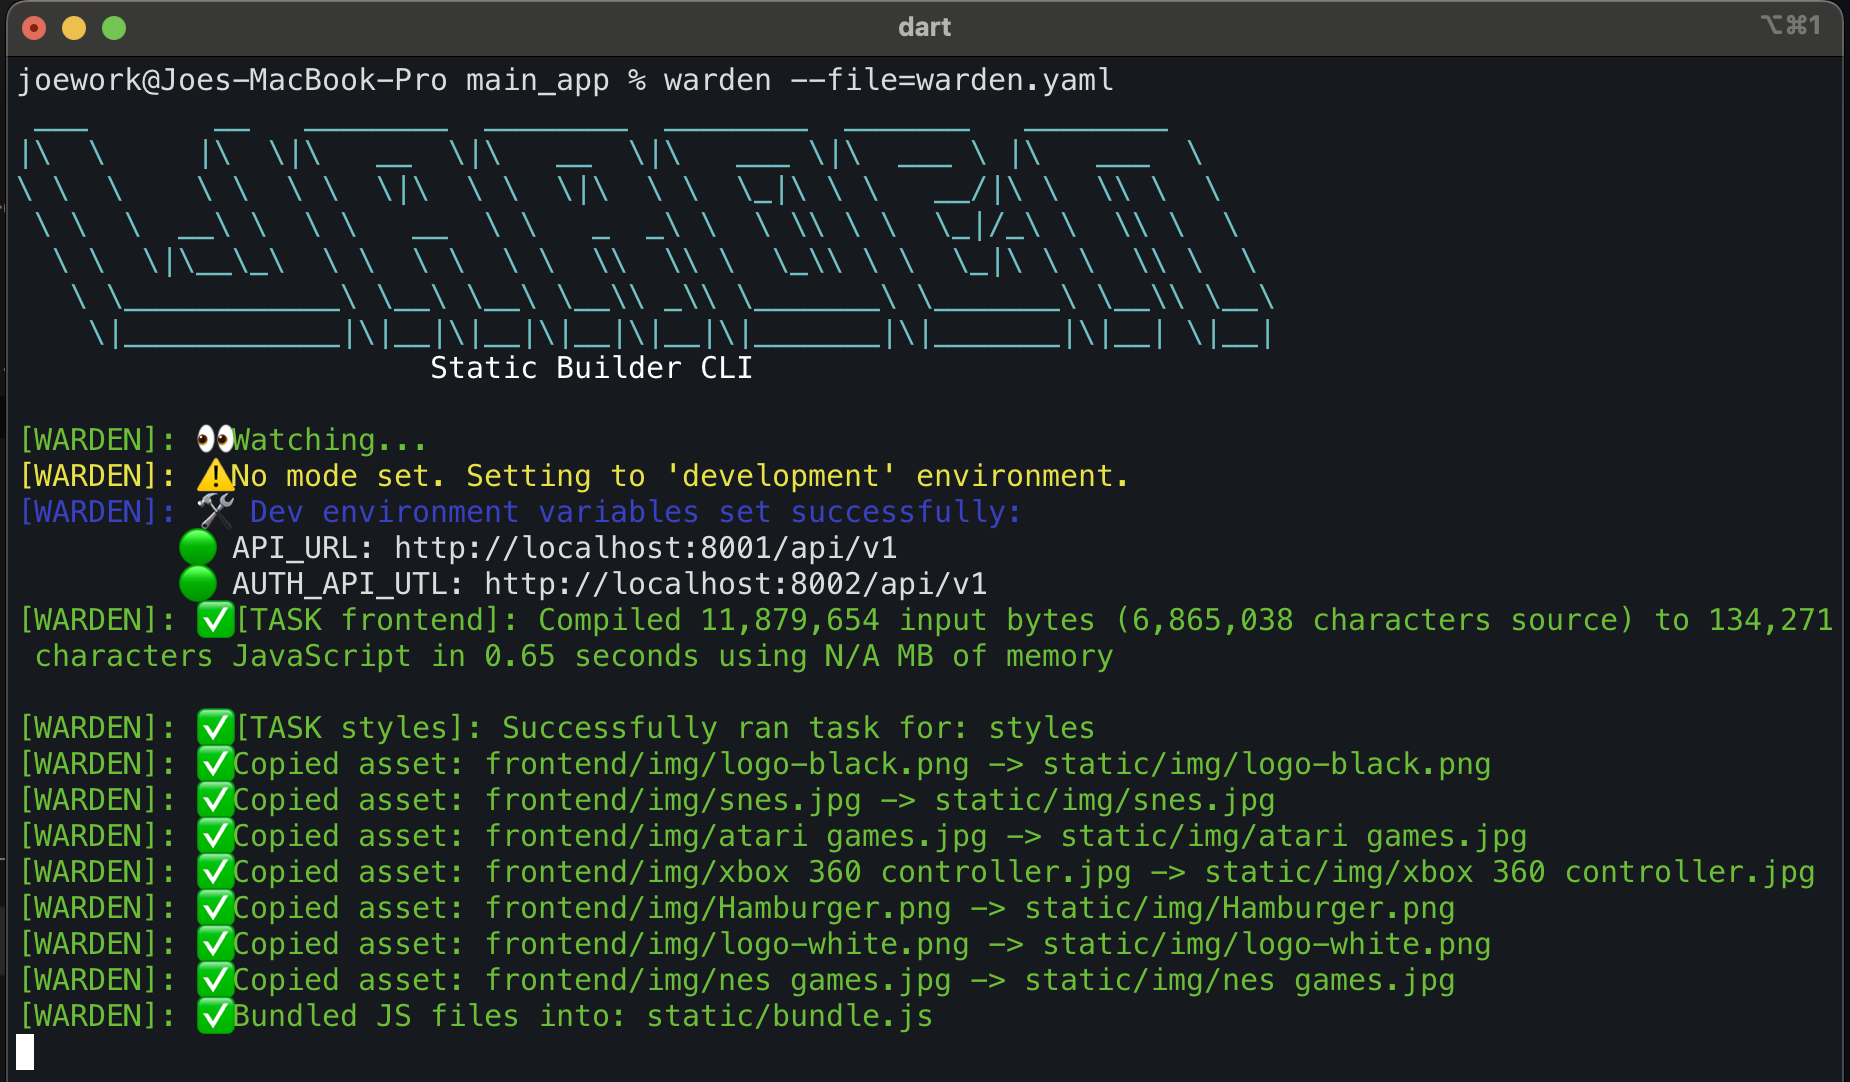 dart
⌥⌘1
joework@Joes-MacBook-Pro main_app % warden --file=warden.yaml
WARDEN
Static Builder CLI
[WARDEN]: 👀Watching...
[WARDEN]: ⚠️No mode set. Setting to 'development' environment.
[WARDEN]: 🛠️ Dev environment variables set successfully:
🟢 API_URL: http://localhost:8001/api/v1
🟢 AUTH_API_UTL: http://localhost:8002/api/v1
[WARDEN]: ✅[TASK frontend]: Compiled 11,879,654 input bytes (6,865,038 characters source) to 134,271
characters JavaScript in 0.65 seconds using N/A MB of memory
[WARDEN]: ✅[TASK styles]: Successfully ran task for: styles
[WARDEN]: ✅Copied asset: frontend/img/logo-black.png -> static/img/logo-black.png
[WARDEN]: ✅Copied asset: frontend/img/snes.jpg -> static/img/snes.jpg
[WARDEN]: ✅Copied asset: frontend/img/atari games.jpg -> static/img/atari games.jpg
[WARDEN]: ✅Copied asset: frontend/img/xbox 360 controller.jpg -> static/img/xbox 360 controller.jpg
[WARDEN]: ✅Copied asset: frontend/img/Hamburger.png -> static/img/Hamburger.png
[WARDEN]: ✅Copied asset: frontend/img/logo-white.png -> static/img/logo-white.png
[WARDEN]: ✅Copied asset: frontend/img/nes games.jpg -> static/img/nes games.jpg
[WARDEN]: ✅Bundled JS files into: static/bundle.js